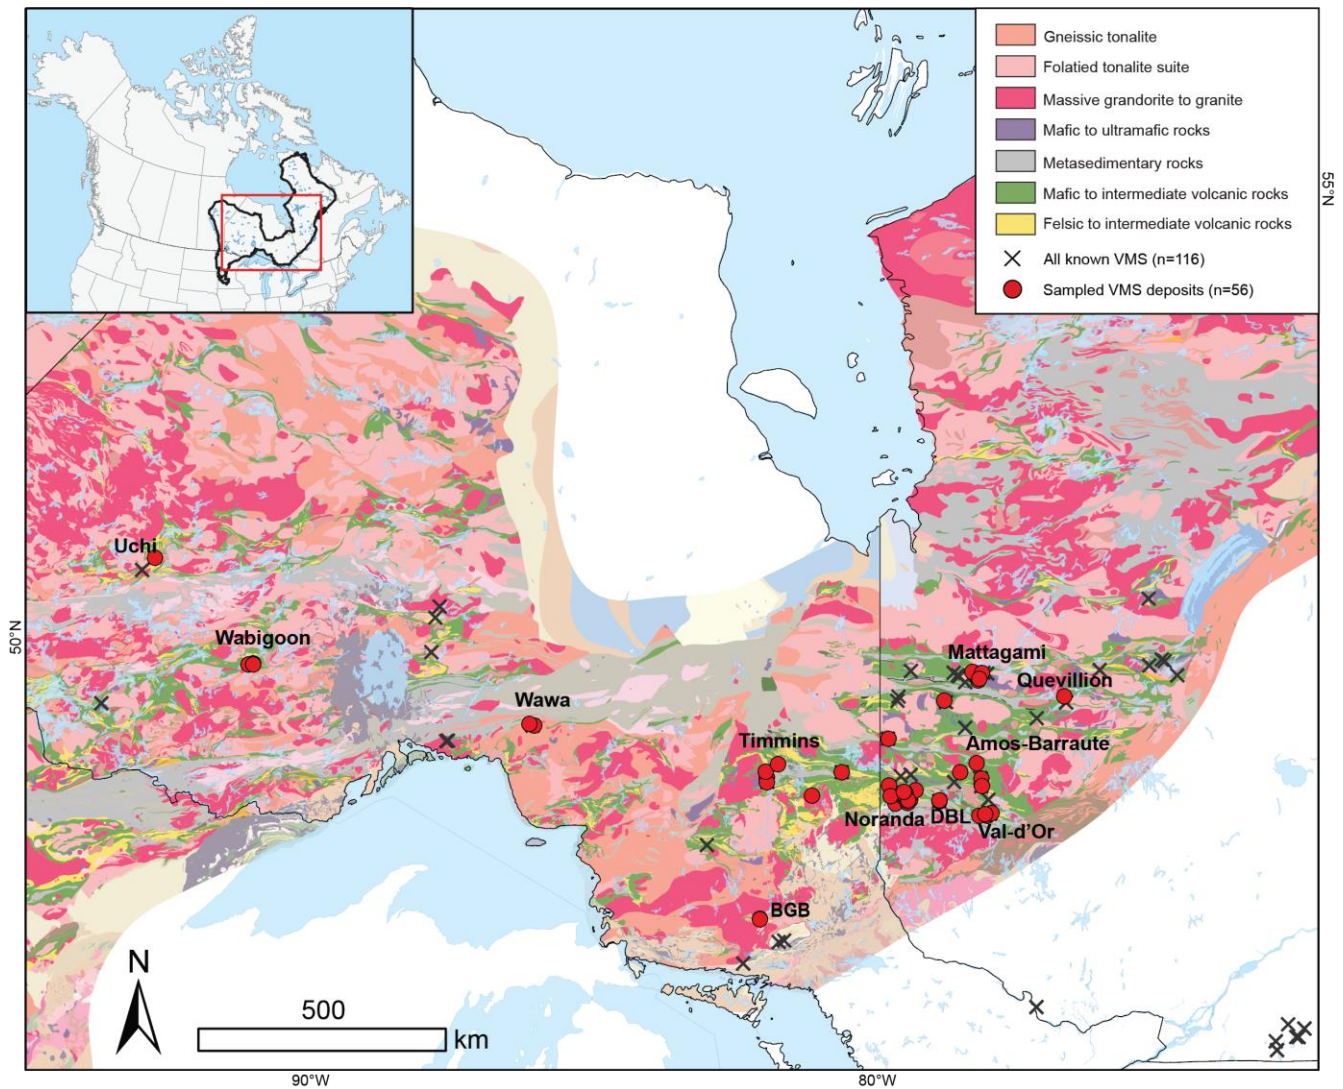 Gneissic tonalite
Folatied tonalite suite
Massive grandorite to granite
Mafic to ultramafic rocks
Metasedimentary rocks
Mafic to intermediate volcanic rocks
Felsic to intermediate volcanic rocks
All known VMS (n=116)
Sampled VMS deposits (n=56)
55°N
Uchi
Wabigoon
50°N
Mattagami
Quevillion
Wawa
Timmins
Amos-Barraute
Noranda
DBL
Val-d'Or
BGB
N
500
km
90°W
80°W